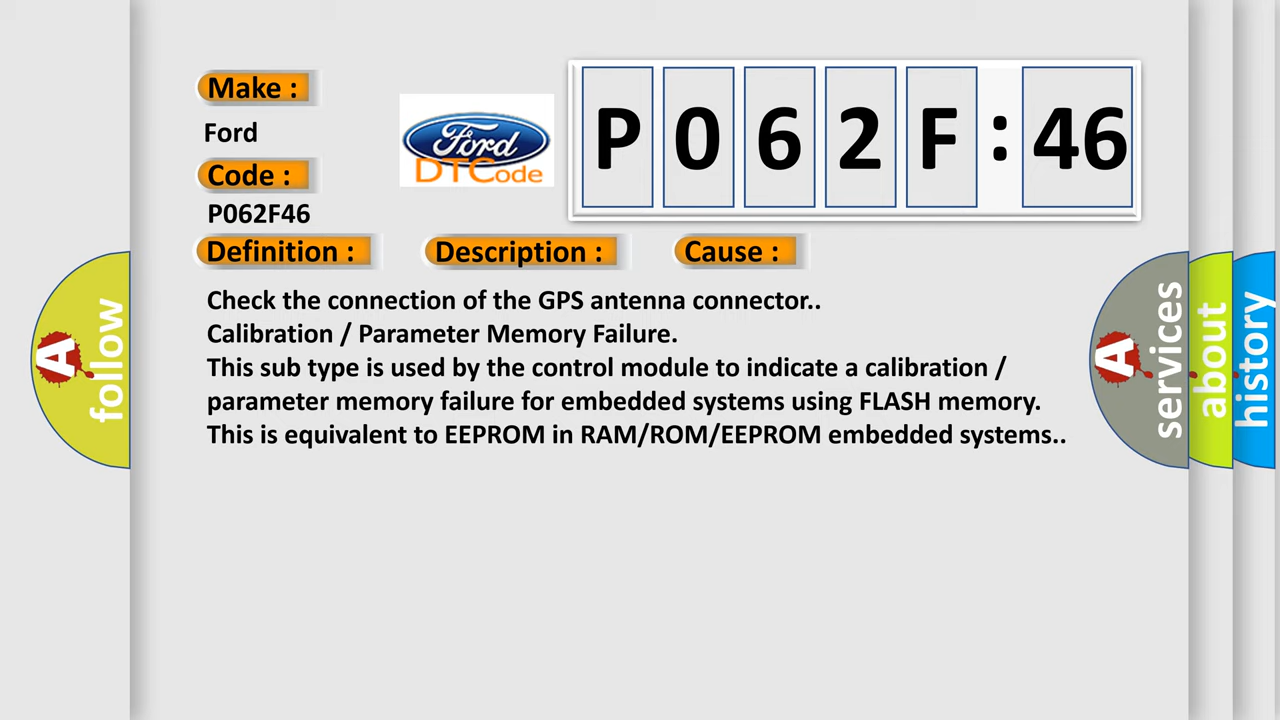 Make :
Ford
Code :
P062F46
Ford
DTCode
P 0 6 2 F : 46
Definition :
Description :
Cause :
Check the connection of the GPS antenna connector..
Calibration / Parameter Memory Failure.
This sub type is used by the control module to indicate a calibration /
parameter memory failure for embedded systems using FLASH memory.
This is equivalent to EEPROM in RAM/ROM/EEPROM embedded systems..
A
follow
A
services
about
history